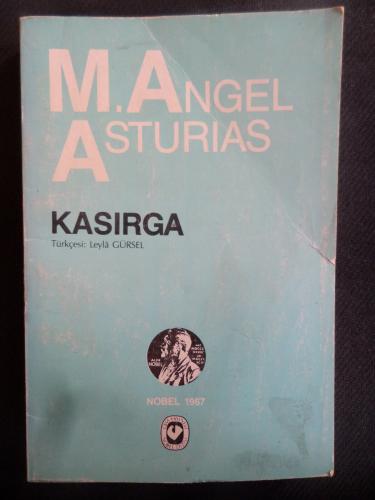 M. ANGEL
ASTURIAS
KASIRGA
Türkçesi: Leylâ GÜRSEL
NOBEL 1967